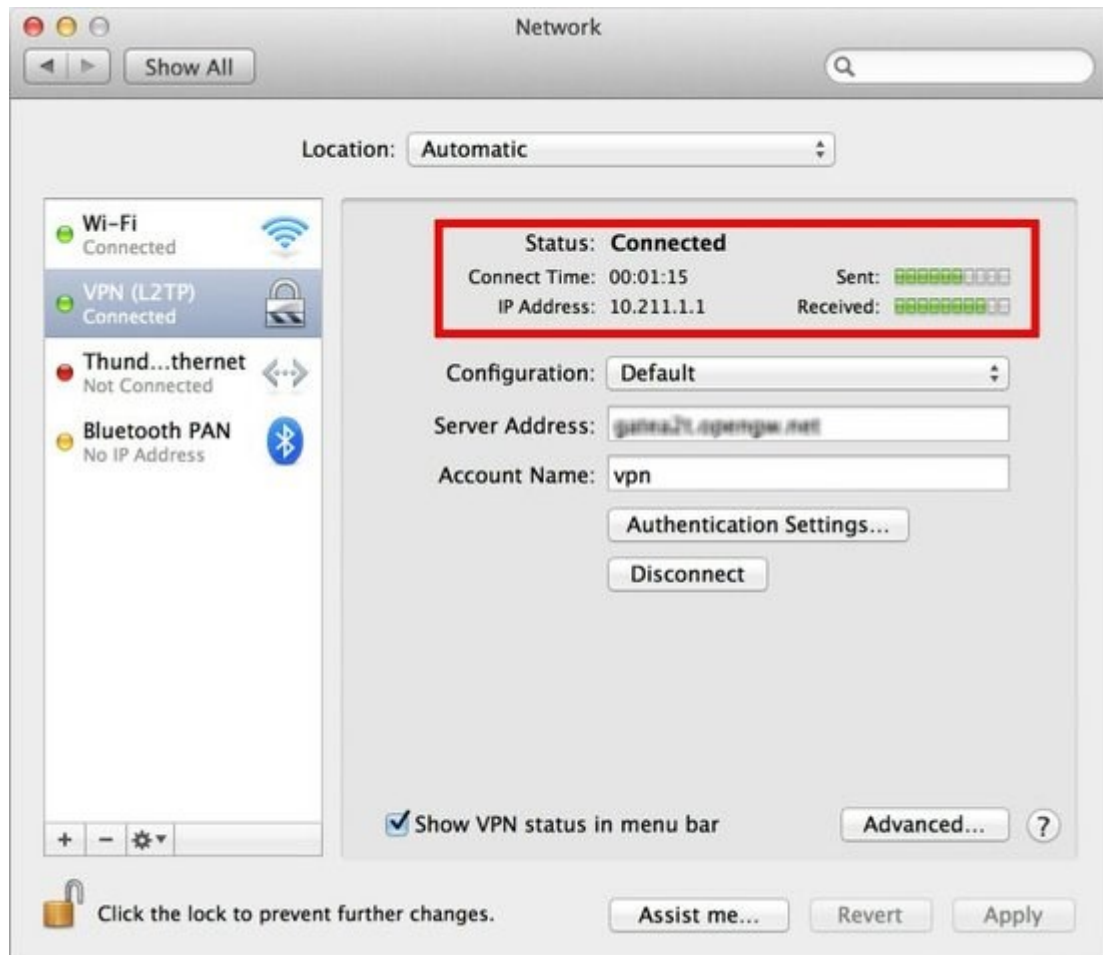 Network
Show All
Location: Automatic
Wi-Fi
Connected
VPN (L2TP)
Connected
Thund...thernet
Not Connected
Bluetooth PAN
No IP Address
Status: Connected
Connect Time: 00:01:15 Sent:
IP Address: 10.211.1.1 Received:
Configuration: Default
Server Address:
Account Name: vpn
Authentication Settings...
Disconnect
Show VPN status in menu bar
Advanced... ?
+ −
Click the lock to prevent further changes.
Assist me... Revert Apply